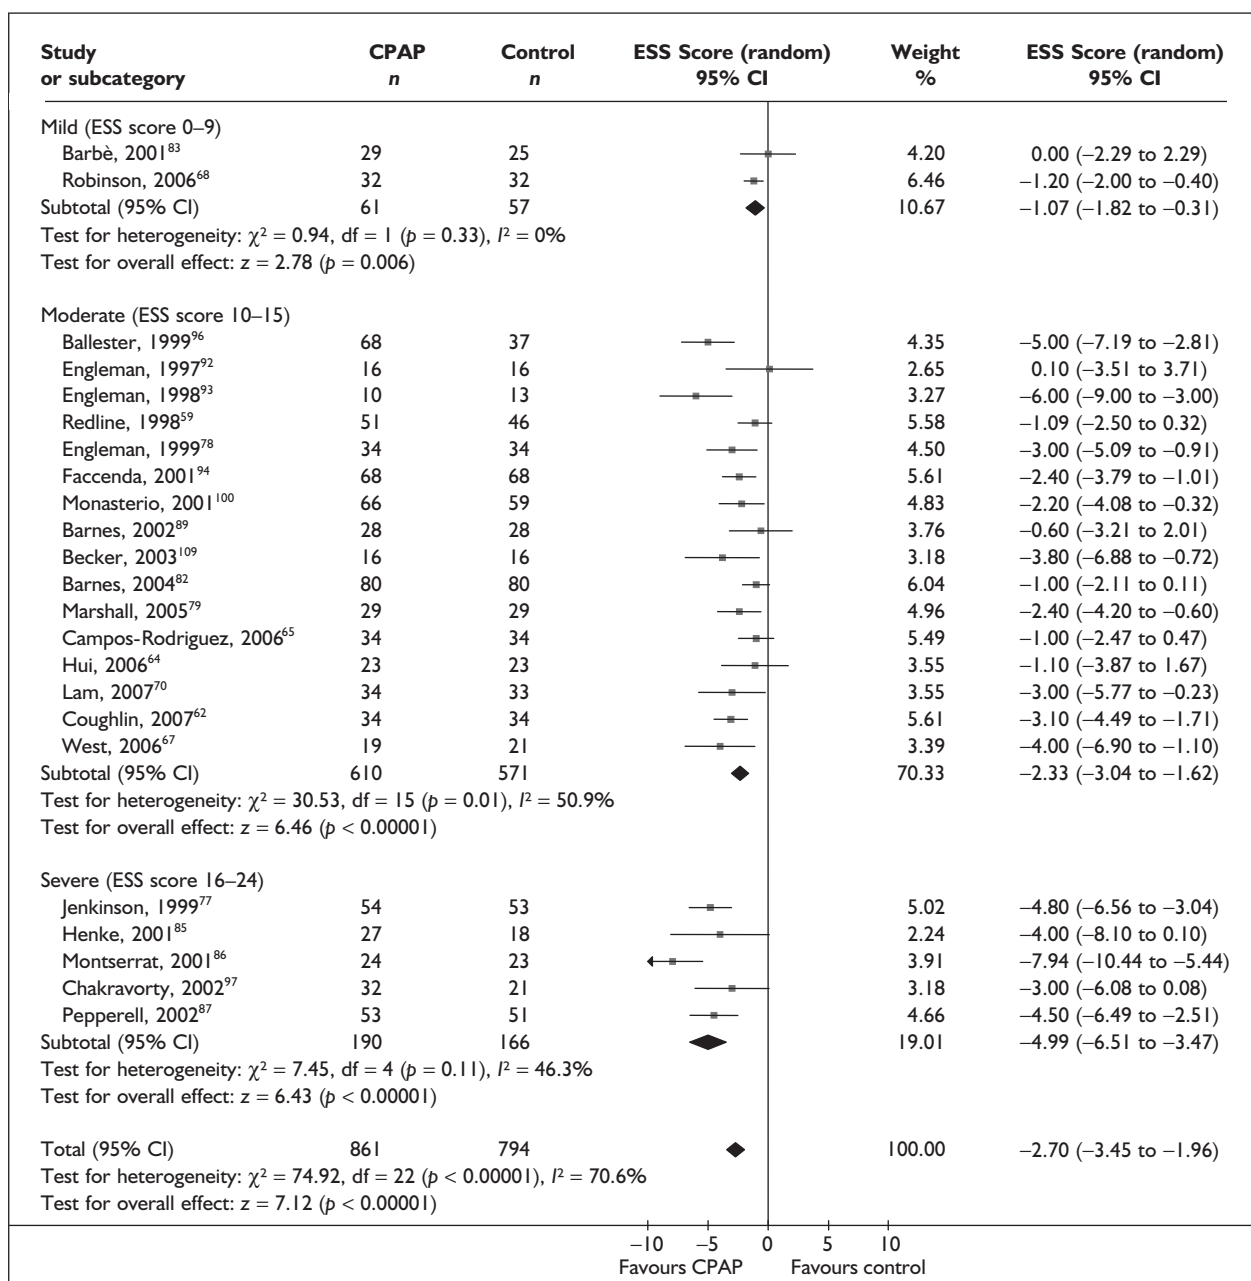 Study CPAP Control ESS Score (random) Weight ESS Score (random)
or subcategory n n 95% CI % 95% CI
Mild (ESS score 0–9)
Barbè, 2001⁸³ 29 25 4.20 0.00 (–2.29 to 2.29)
Robinson, 2006⁶⁸ 32 32 6.46 –1.20 (–2.00 to –0.40)
Subtotal (95% CI) 61 57 10.67 –1.07 (–1.82 to –0.31)
Test for heterogeneity: χ² = 0.94, df = 1 (p = 0.33), I² = 0%
Test for overall effect: z = 2.78 (p = 0.006)
Moderate (ESS score 10–15)
Ballester, 1999⁹⁶ 68 37 4.35 –5.00 (–7.19 to –2.81)
Engleman, 1997⁹² 16 16 2.65 0.10 (–3.51 to 3.71)
Engleman, 1998⁹³ 10 13 3.27 –6.00 (–9.00 to –3.00)
Redline, 1998⁵⁹ 51 46 5.58 –1.09 (–2.50 to 0.32)
Engleman, 1999⁷⁸ 34 34 4.50 –3.00 (–5.09 to –0.91)
Faccenda, 2001⁹⁴ 68 68 5.61 –2.40 (–3.79 to –1.01)
Monasterio, 2001¹⁰⁰ 66 59 4.83 –2.20 (–4.08 to –0.32)
Barnes, 2002⁸⁹ 28 28 3.76 –0.60 (–3.21 to 2.01)
Becker, 2003¹⁰⁹ 16 16 3.18 –3.80 (–6.88 to –0.72)
Barnes, 2004⁸² 80 80 6.04 –1.00 (–2.11 to 0.11)
Marshall, 2005⁷⁹ 29 29 4.96 –2.40 (–4.20 to –0.60)
Campos-Rodriguez, 2006⁶⁵ 34 34 5.49 –1.00 (–2.47 to 0.47)
Hui, 2006⁶⁴ 23 23 3.55 –1.10 (–3.87 to 1.67)
Lam, 2007⁷⁰ 34 33 3.55 –3.00 (–5.77 to –0.23)
Coughlin, 2007⁶² 34 34 5.61 –3.10 (–4.49 to –1.71)
West, 2006⁶⁷ 19 21 3.39 –4.00 (–6.90 to –1.10)
Subtotal (95% CI) 610 571 70.33 –2.33 (–3.04 to –1.62)
Test for heterogeneity: χ² = 30.53, df = 15 (p = 0.01), I² = 50.9%
Test for overall effect: z = 6.46 (p < 0.00001)
Severe (ESS score 16–24)
Jenkinson, 1999⁷⁷ 54 53 5.02 –4.80 (–6.56 to –3.04)
Henke, 2001⁸⁵ 27 18 2.24 –4.00 (–8.10 to 0.10)
Montserrat, 2001⁸⁶ 24 23 3.91 –7.94 (–10.44 to –5.44)
Chakravorty, 2002⁹⁷ 32 21 3.18 –3.00 (–6.08 to 0.08)
Pepperell, 2002⁸⁷ 53 51 4.66 –4.50 (–6.49 to –2.51)
Subtotal (95% CI) 190 166 19.01 –4.99 (–6.51 to –3.47)
Test for heterogeneity: χ² = 7.45, df = 4 (p = 0.11), I² = 46.3%
Test for overall effect: z = 6.43 (p < 0.00001)
Total (95% CI) 861 794 100.00 –2.70 (–3.45 to –1.96)
Test for heterogeneity: χ² = 74.92, df = 22 (p < 0.00001), I² = 70.6%
Test for overall effect: z = 7.12 (p < 0.00001)
–10 –5 0 5 10
Favours CPAP Favours control